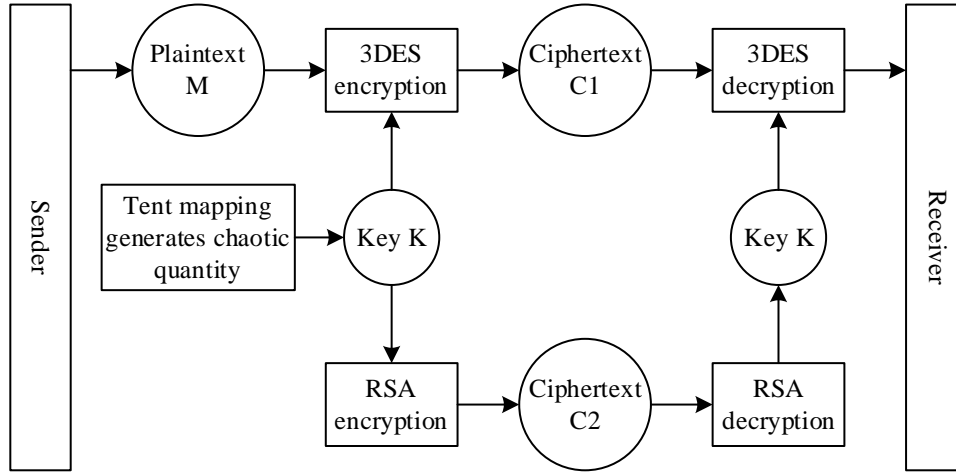 Sender
Plaintext
M
3DES
encryption
Ciphertext
C1
3DES
decryption
Receiver
Tent mapping
generates chaotic
quantity
Key K
Key K
RSA
encryption
Ciphertext
C2
RSA
decryption